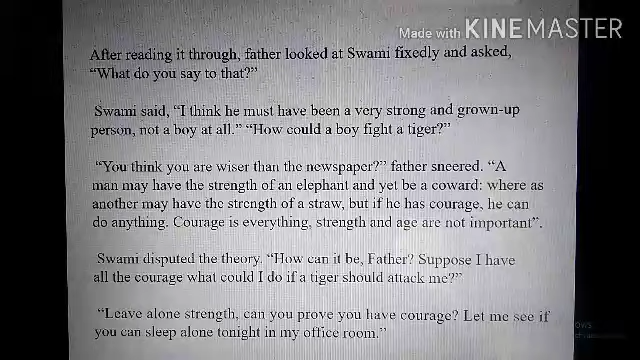 Made with KINEMASTER
After reading it through, father looked at Swami fixedly and asked,
“What do you say to that?”
Swami said, “I think he must have been a very strong and grown-up
person, not a boy at all.” “How could a boy fight a tiger?”
“You think you are wiser than the newspaper?” father sneered. “A
man may have the strength of an elephant and yet be a coward: where as
another may have the strength of a straw, but if he has courage, he can
do anything. Courage is everything, strength and age are not important”.
Swami disputed the theory. “How can it be, Father? Suppose I have
all the courage what could I do if a tiger should attack me?”
“Leave alone strength, can you prove you have courage? Let me see if
you can sleep alone tonight in my office room.”